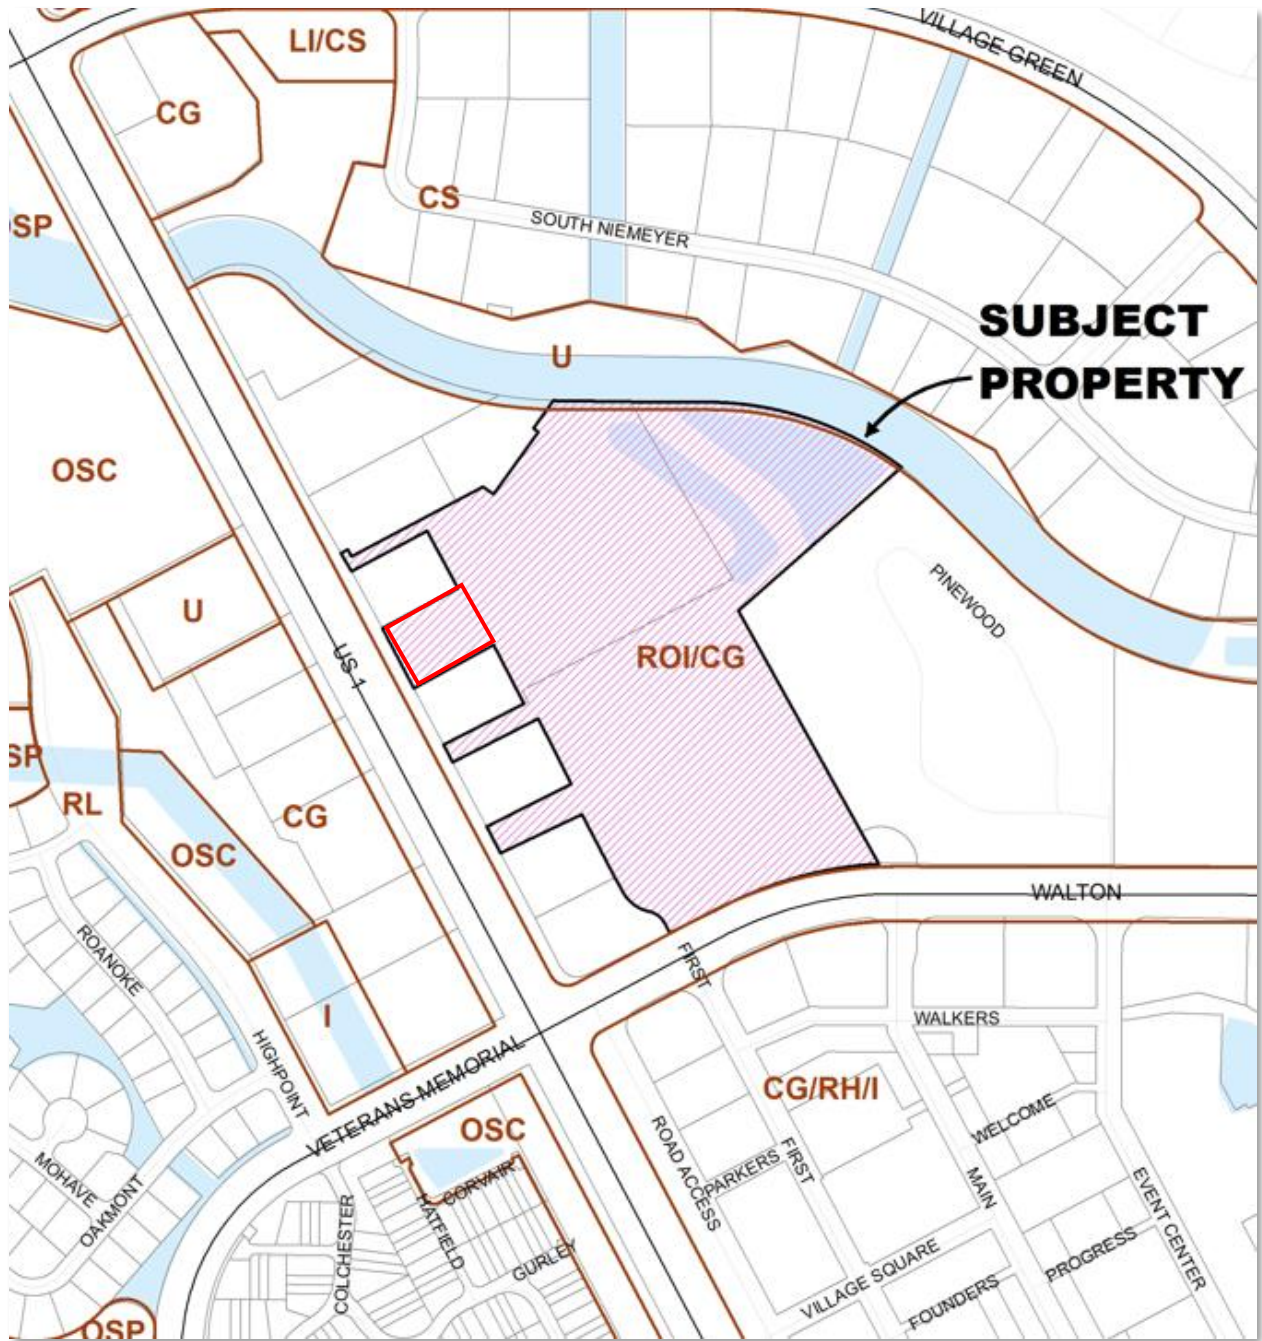 VILLAGE GREEN
LI/CS
CG
CS
SP
SOUTH NIEMEYER
SUBJECT
PROPERTY
U
OSC
PINEWOOD
U
US 1
ROI/CG
SP
RL
CG
OSC
WALTON
ROANOKE
FIRST
I
WALKERS
HIGHPOINT
VETERANS MEMORIAL
CG/RH/I
OSC
ROAD ACCESS
WELCOME
MOHAVE
OAKMONT
CORVAIR
HATFIELD
PARKERS
FIRST
MAIN
EVENT CENTER
COLCHESTER
GURLEY
VILLAGE SQUARE
PROGRESS
FOUNDERS
OSP